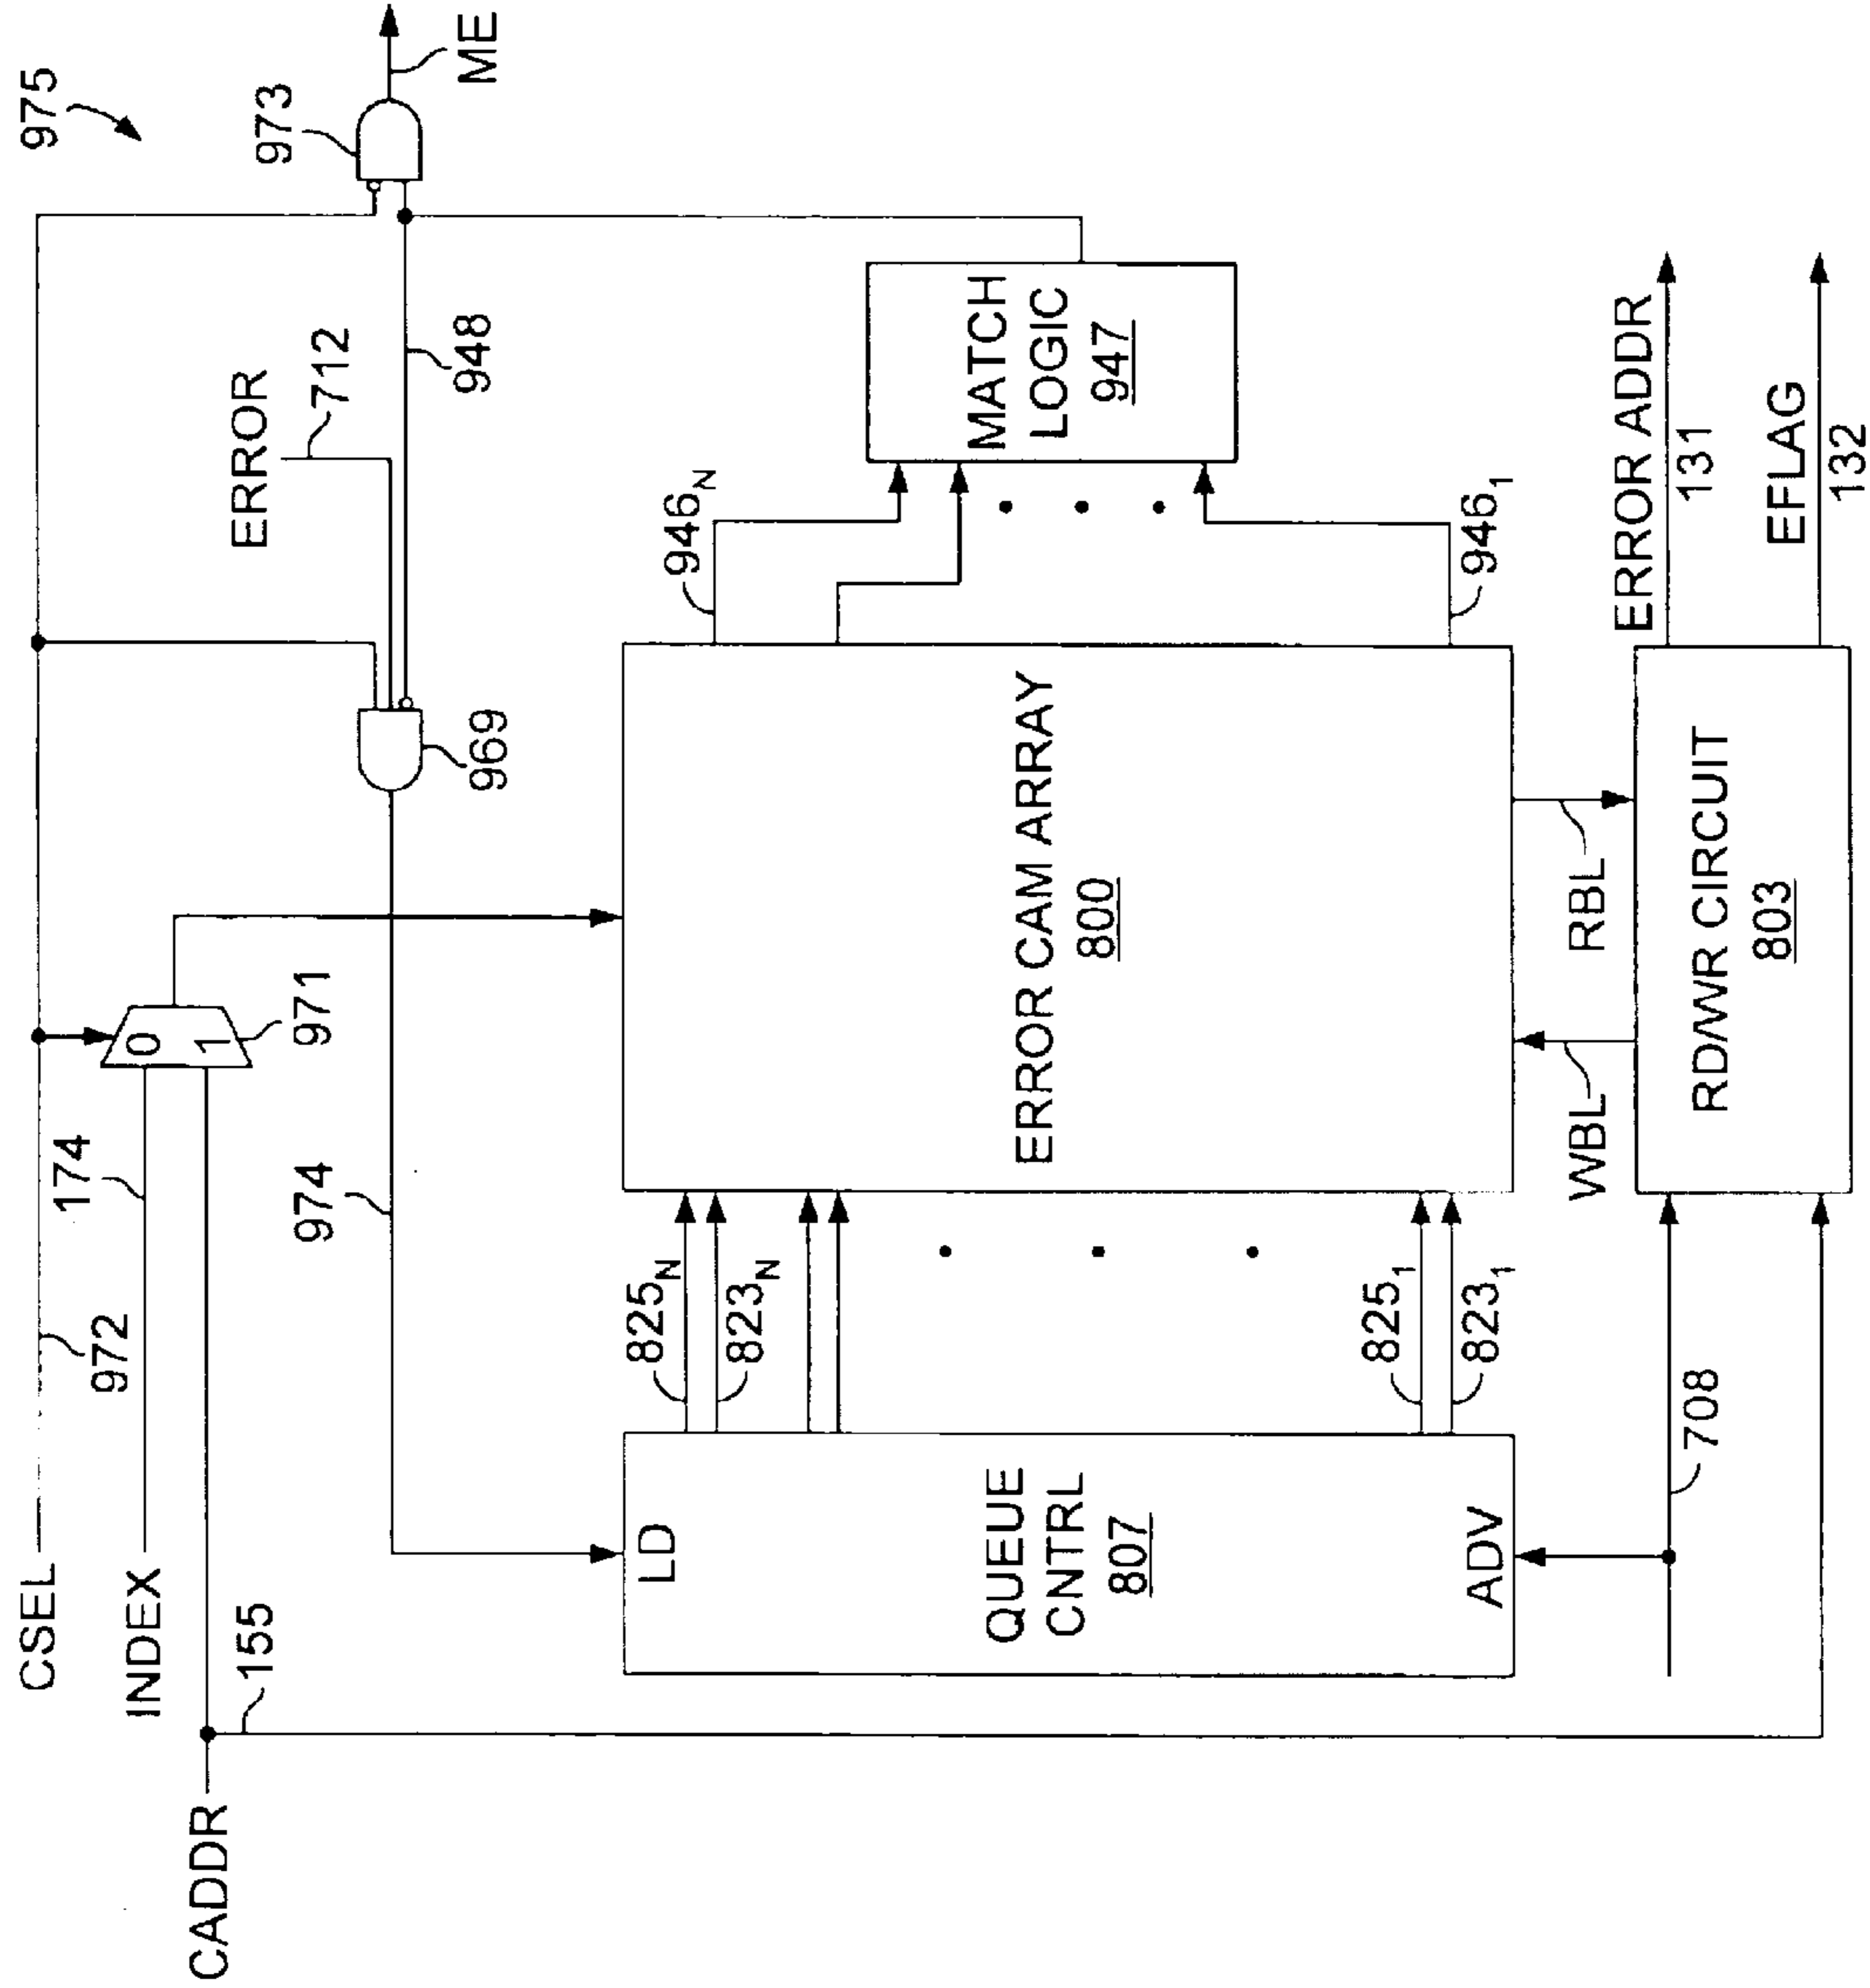 975
CSEL
972
INDEX
174
CADDR
155
0
1
971
ERROR
712
973
ME
948
969
974
LD
QUEUE
CNTRL
807
ADV
825N
823N
8251
8231
ERROR CAM ARRAY
800
946N
9461
MATCH
LOGIC
947
WBL
RBL
708
RDWR CIRCUIT
803
ERROR ADDR
131
EFLAG
132